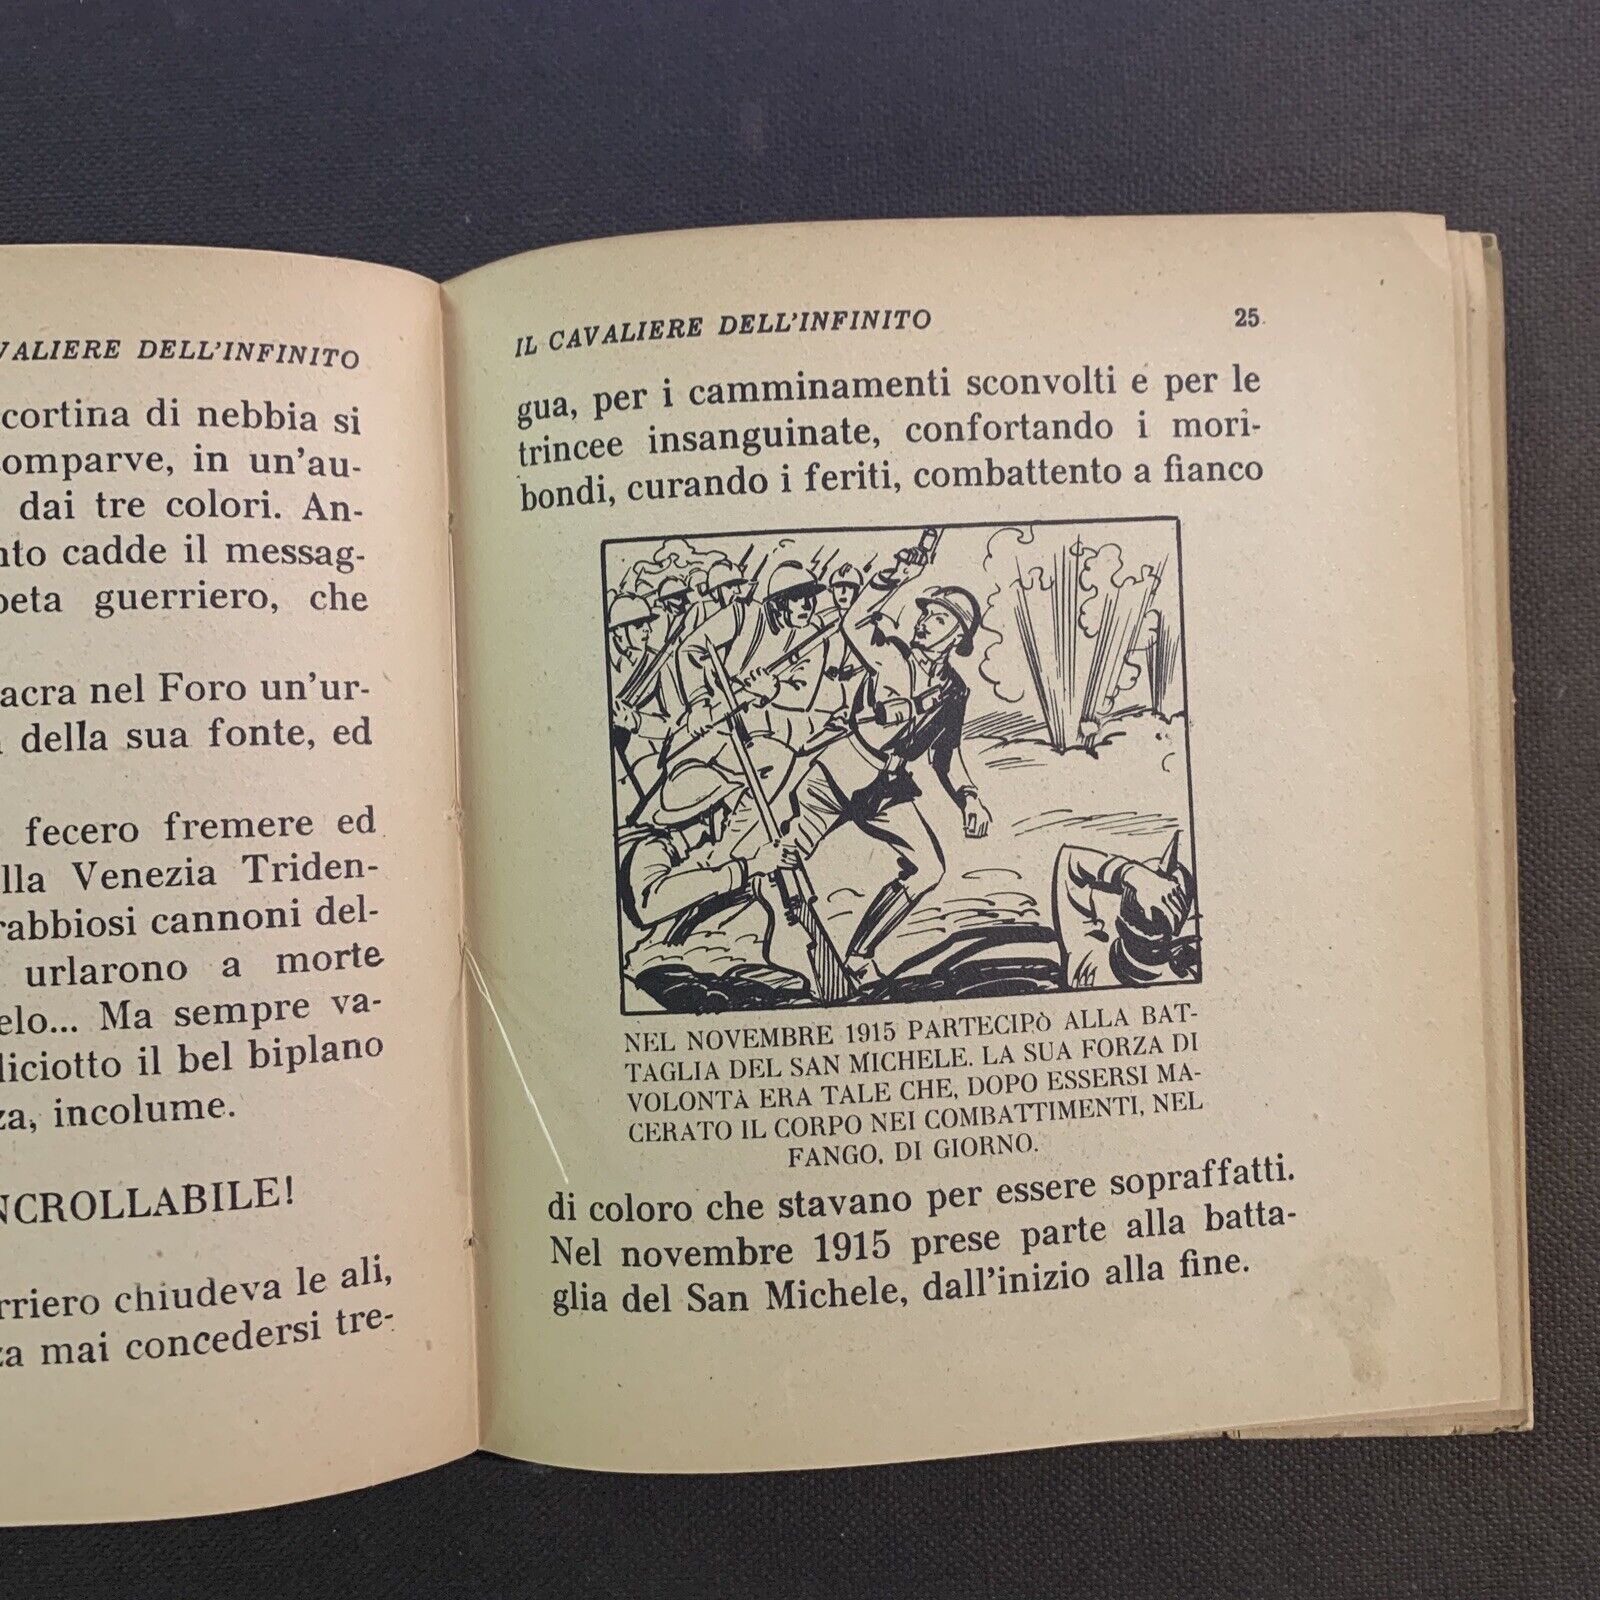 VALIERE DELL'INFINITO
cortina di nebbia si
omparve, in un'au-
dai tre colori. An-
nto cadde il messag-
oeta guerriero, che
acra nel Foro un'ur-
della sua fonte, ed
fecero fremere ed
lla Venezia Triden-
rabbiosi cannoni del-
urlarono a morte
elo... Ma sempre va-
liciotto il bel biplano
za, incolume.
NCROLLABILE!
rriero chiudeva le ali,
za mai concedersi tre-
IL CAVALIERE DELL'INFINITO 25
gua, per i camminamenti sconvolti e per le
trincee insanguinate, confortando i mori-
bondi, curando i feriti, combattento a fianco
NEL NOVEMBRE 1915 PARTECIPÒ ALLA BAT-
TAGLIA DEL SAN MICHELE. LA SUA FORZA DI
VOLONTÀ ERA TALE CHE, DOPO ESSERSI MA-
CERATO IL CORPO NEI COMBATTIMENTI, NEL
FANGO, DI GIORNO.
di coloro che stavano per essere sopraffatti.
Nel novembre 1915 prese parte alla batta-
glia del San Michele, dall'inizio alla fine.